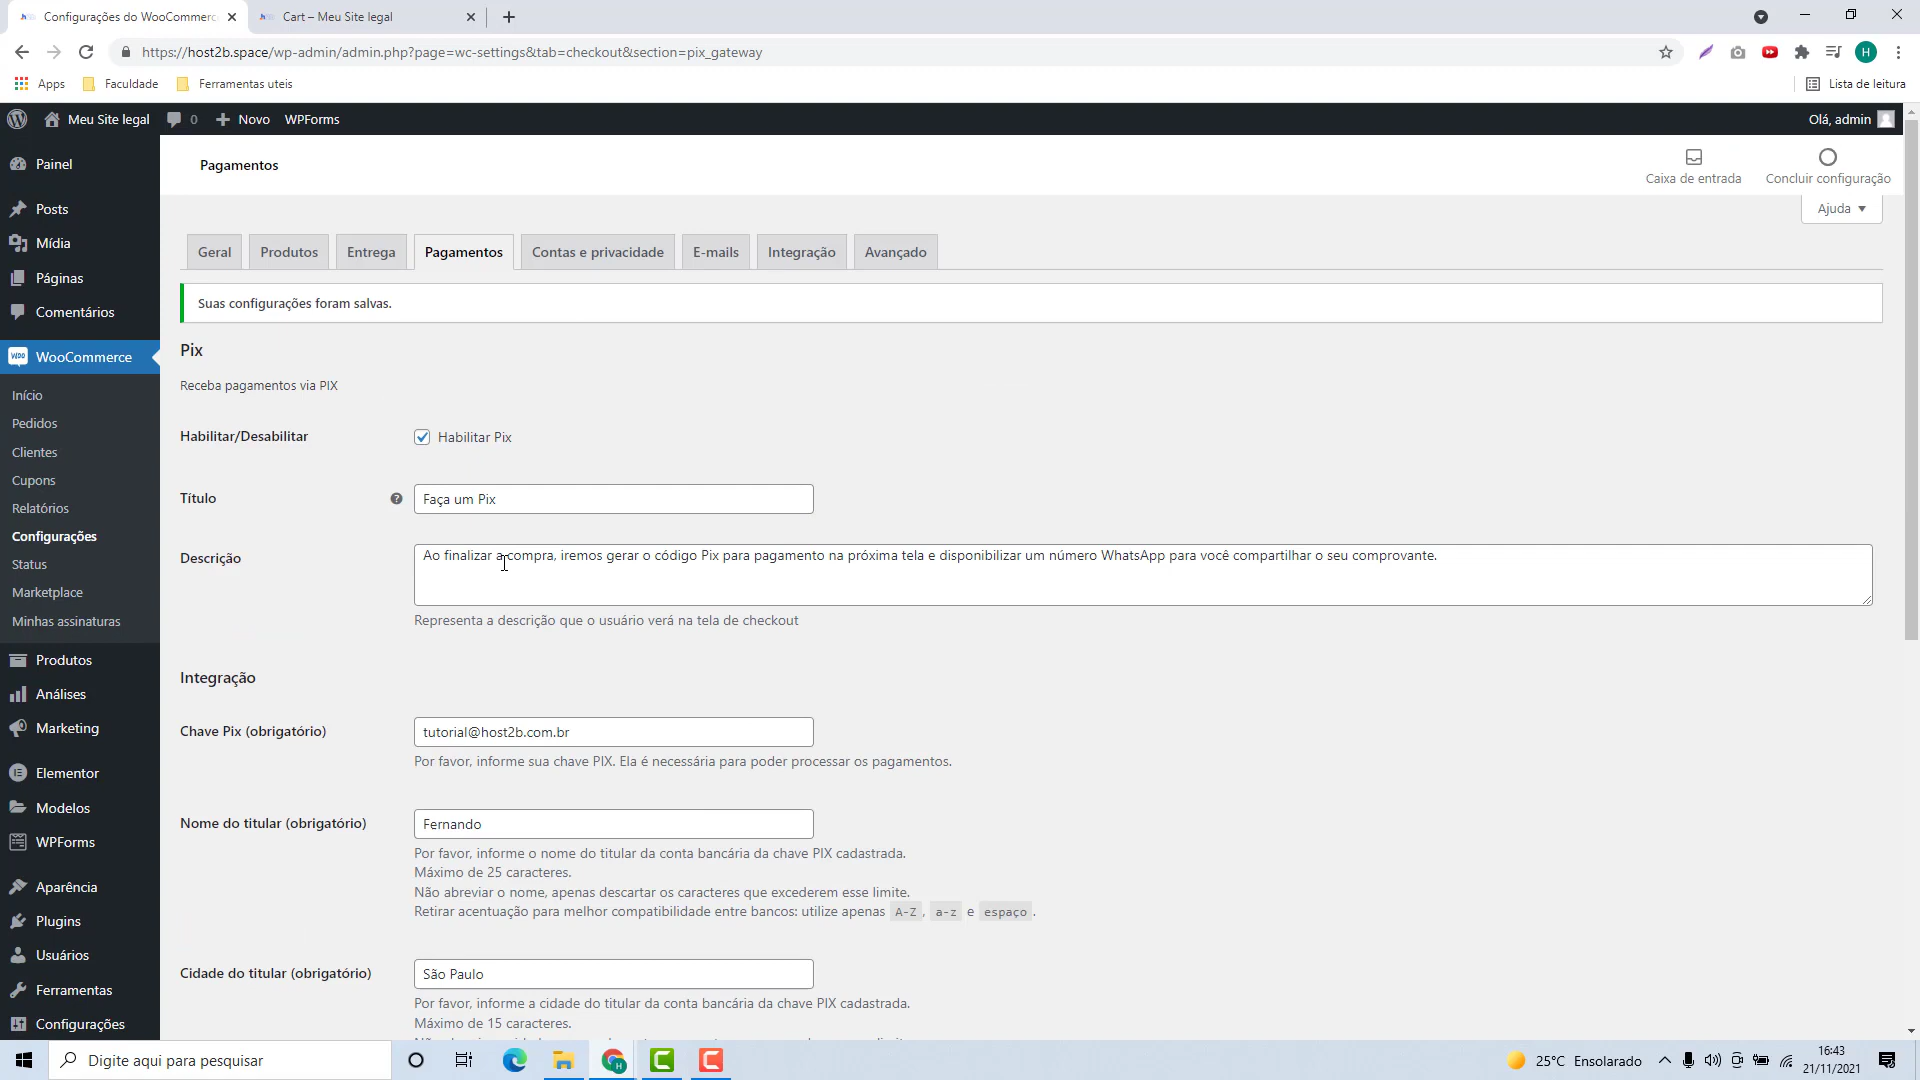 Configurações do WooCommerce
Cart – Meu Site legal
https://host2b.space/wp-admin/admin.php?page=wc-settings&tab=checkout&section=pix_gateway
H
Apps
Faculdade
Ferramentas uteis
Lista de leitura
Meu Site legal
0
Novo
WPForms
Olá, admin
Painel
Posts
Mídia
Páginas
Comentários
WooCommerce
Início
Pedidos
Clientes
Cupons
Relatórios
Configurações
Status
Marketplace
Minhas assinaturas
Produtos
Análises
Marketing
Elementor
Modelos
WPForms
Aparência
Plugins
Usuários
Ferramentas
Configurações
Pagamentos
Caixa de entrada
Concluir configuração
Ajuda
Geral
Produtos
Entrega
Pagamentos
Contas e privacidade
E-mails
Integração
Avançado
Suas configurações foram salvas.
Pix
Receba pagamentos via PIX
Habilitar/Desabilitar
Habilitar Pix
Título
Faça um Pix
Descrição
Ao finalizar a compra, iremos gerar o código Pix para pagamento na próxima tela e disponibilizar um número WhatsApp para você compartilhar o seu comprovante.
Representa a descrição que o usuário verá na tela de checkout
Integração
Chave Pix (obrigatório)
tutorial@host2b.com.br
Por favor, informe sua chave PIX. Ela é necessária para poder processar os pagamentos.
Nome do titular (obrigatório)
Fernando
Por favor, informe o nome do titular da conta bancária da chave PIX cadastrada.
Máximo de 25 caracteres.
Não abreviar o nome, apenas descartar os caracteres que excederem esse limite.
Retirar acentuação para melhor compatibilidade entre bancos: utilize apenas A-Z, a-z e espaço.
Cidade do titular (obrigatório)
São Paulo
Por favor, informe a cidade do titular da conta bancária da chave PIX cadastrada.
Máximo de 15 caracteres.
Digite aqui para pesquisar
25°C Ensolarado
16:43
21/11/2021